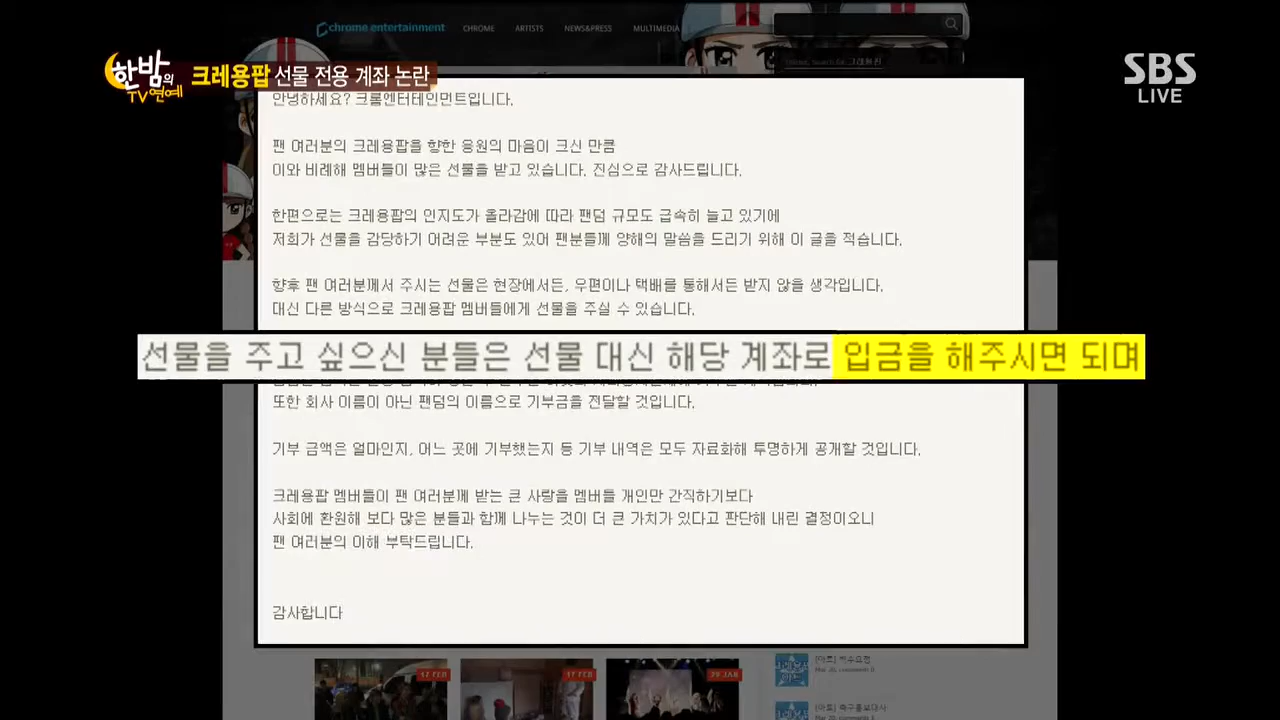 chrome entertainment CHROME ARTISTS NEWS&PRESS MULTIMEDIA
한밤의 TV연예
크레용팝 선물 전용 계좌 논란
SBS
LIVE
안녕하세요? 크롬엔터테인먼트입니다.
팬 여러분의 크레용팝을 향한 응원의 마음이 크신 만큼
이와 비례해 멤버들이 많은 선물을 받고 있습니다. 진심으로 감사드립니다.
한편으로는 크레용팝의 인지도가 올라감에 따라 팬덤 규모도 급속히 늘고 있기에
저희가 선물을 감당하기 어려운 부분도 있어 팬분들께 양해의 말씀을 드리기 위해 이 글을 적습니다.
향후 팬 여러분께서 주시는 선물은 현장에서든, 우편이나 택배를 통해서든 받지 않을 생각입니다.
대신 다른 방식으로 크레용팝 멤버들에게 선물을 주실 수 있습니다.
선물을 주고 싶으신 분들은 선물 대신 해당 계좌로 입금을 해주시면 되며
또한 회사 이름이 아닌 팬덤의 이름으로 기부금을 전달할 것입니다.
기부 금액은 얼마인지, 어느 곳에 기부했는지 등 기부 내역은 모두 자료화해 투명하게 공개할 것입니다.
크레용팝 멤버들이 팬 여러분께 받는 큰 사랑을 멤버들 개인만 간직하기보다
사회에 환원해 보다 많은 분들과 함께 나누는 것이 더 큰 가치가 있다고 판단해 내린 결정이오니
팬 여러분의 이해 부탁드립니다.
감사합니다
17 FEB 17 FEB 29 JAN